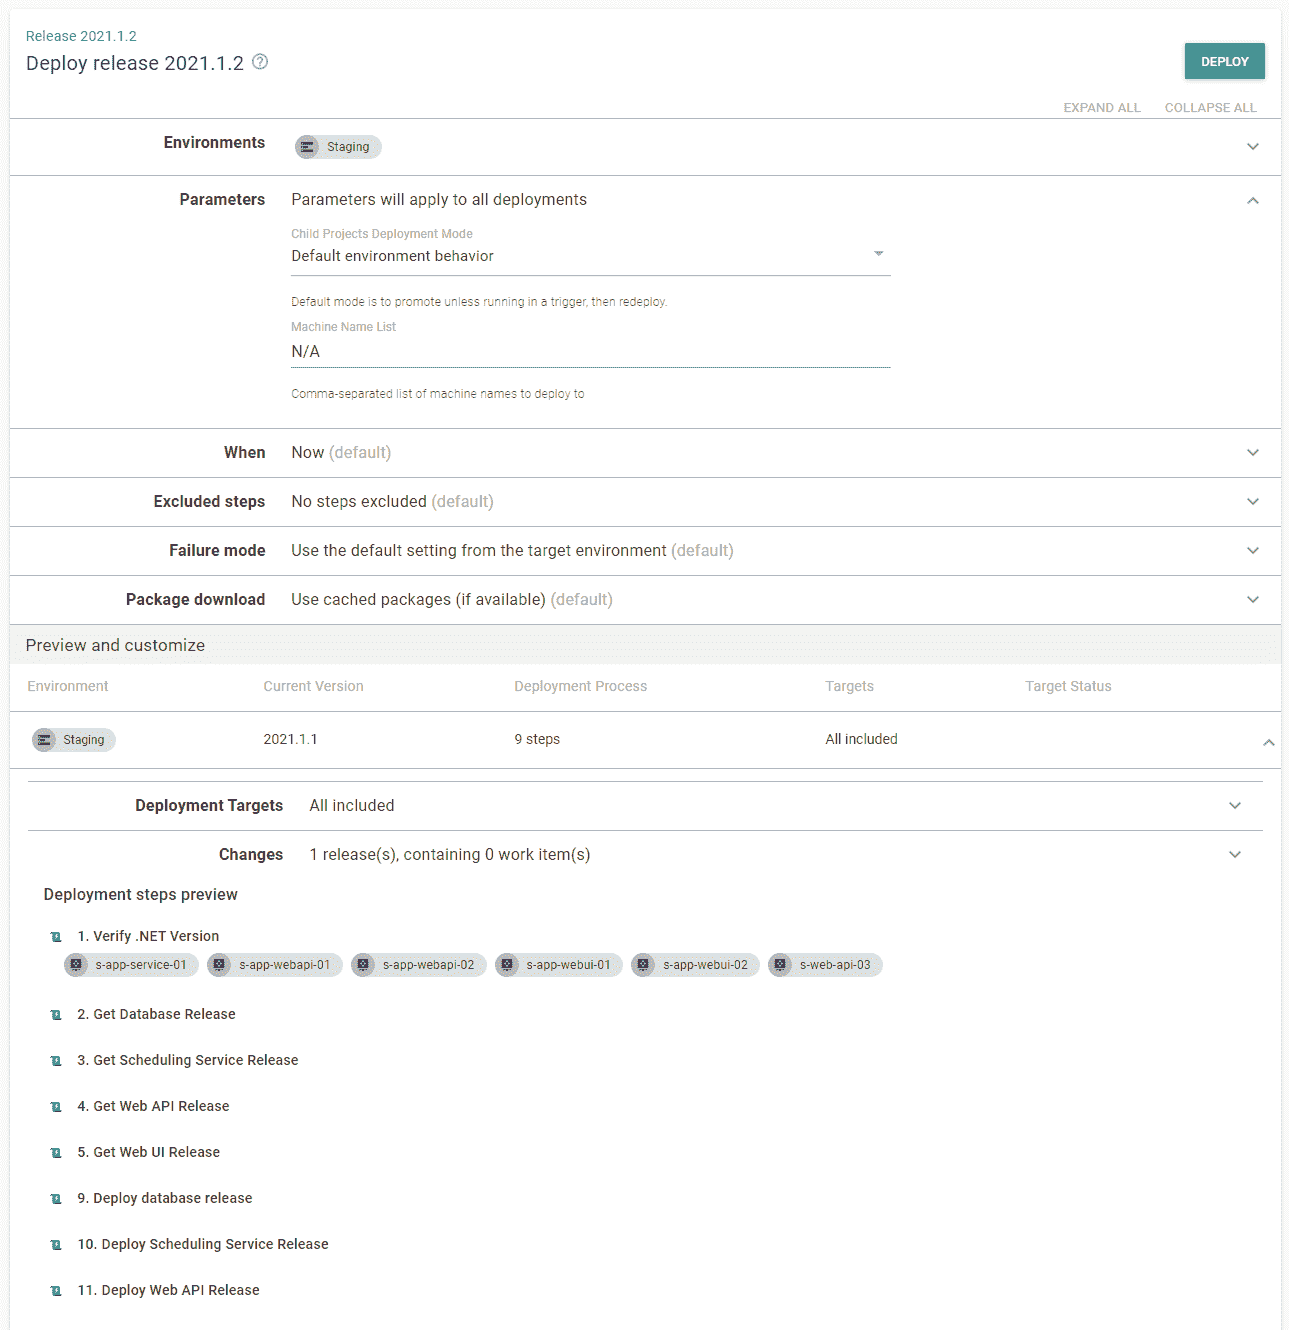 Release 2021.1.2
Deploy release 2021.1.2 ?
DEPLOY
EXPAND ALL COLLAPSE ALL
Environments Staging
Parameters Parameters will apply to all deployments
Child Projects Deployment Mode
Default environment behavior
Default mode is to promote unless running in a trigger, then redeploy.
Machine Name List
N/A
Comma-separated list of machine names to deploy to
When Now (default)
Excluded steps No steps excluded (default)
Failure mode Use the default setting from the target environment (default)
Package download Use cached packages (if available) (default)
Preview and customize
Environment Current Version Deployment Process Targets Target Status
Staging 2021.1.1 9 steps All included
Deployment Targets All included
Changes 1 release(s), containing 0 work item(s)
Deployment steps preview
1. Verify .NET Version
s-app-service-01 s-app-webapi-01 s-app-webapi-02 s-app-webui-01 s-app-webui-02 s-web-api-03
2. Get Database Release
3. Get Scheduling Service Release
4. Get Web API Release
5. Get Web UI Release
9. Deploy database release
10. Deploy Scheduling Service Release
11. Deploy Web API Release